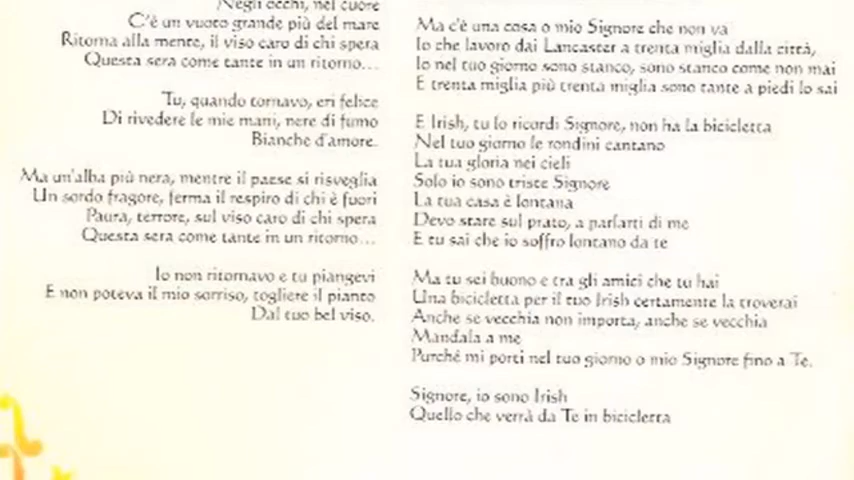 Negli occhi, nel cuore
C'è un vuoto grande più del mare
Ritorna alla mente, il viso caro di chi spera
Questa sera come tante in un ritorno...
Tu, quando tornavo, eri felice
Di rivedere le mie mani, nere di fumo
Bianche d'amore.
Ma un'alba più nera, mentre il paese si risveglia
Un sordo fragore, ferma il respiro di chi è fuori
Paura, terrore, sul viso caro di chi spera
Questa sera come tante in un ritorno...
Io non ritornavo e tu piangevi
E non poteva il mio sorriso, togliere il pianto
Dal tuo bel viso.
Ma c'è una cosa o mio Signore che non va
Io che lavoro dai Lancaster a trenta miglia dalla città,
Io nel tuo giorno sono stanco, sono stanco come non mai
E trenta miglia più trenta miglia sono tante a piedi lo sai
E Irish, tu lo ricordi Signore, non ha la bicicletta
Nel tuo giorno le rondini cantano
La tua gloria nei cieli
Solo io sono triste Signore
La tua casa è lontana
Devo stare sul prato, a parlarti di me
E tu sai che io soffro lontano da te
Ma tu sei buono e tra gli amici che tu hai
Una bicicletta per il tuo Irish certamente la troverai
Anche se vecchia non importa, anche se vecchia
Mandala a me
Purché mi porti nel tuo giorno o mio Signore fino a Te.
Signore, io sono Irish
Quello che verrà da Te in bicicletta